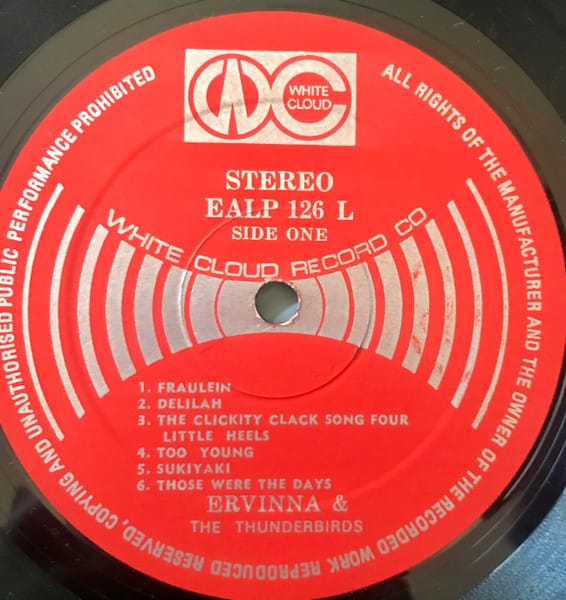 WHITE
CLOUD
STEREO
EALP 126 L
SIDE ONE
WHITE CLOUD RECORD CO
1. FRAULEIN
2. DELILAH
3. THE CLICKITY CLACK SONG FOUR
LITTLE HEELS
4. TOO YOUNG
5. SUKIYAKI
6. THOSE WERE THE DAYS
ERVINNA &
THE THUNDERBIRDS
ALL RIGHTS OF THE MANUFACTURER AND THE OWNER OF THE RECORDED WORK REPRODUCED RESERVED, COPYING AND UNAUTHORISED PUBLIC PERFORMANCE PROHIBITED